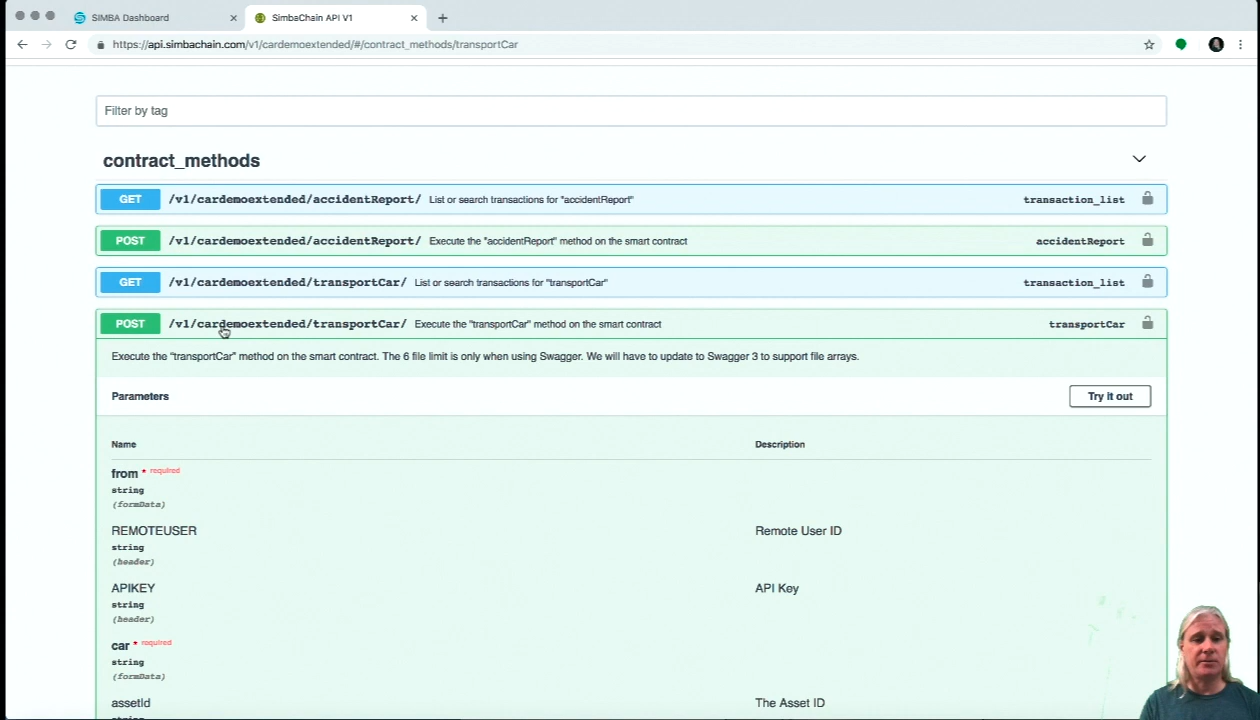 SIMBA Dashboard
SimbaChain API V1
https://api.simbachain.com/v1/cardemoextended/#/contract_methods/transportCar
Filter by tag
contract_methods
GET /v1/cardemoextended/accidentReport/ List or search transactions for "accidentReport" transaction_list
POST /v1/cardemoextended/accidentReport/ Execute the "accidentReport" method on the smart contract accidentReport
GET /v1/cardemoextended/transportCar/ List or search transactions for "transportCar" transaction_list
POST /v1/cardemoextended/transportCar/ Execute the "transportCar" method on the smart contract transportCar
Execute the "transportCar" method on the smart contract. The 6 file limit is only when using Swagger. We will have to update to Swagger 3 to support file arrays.
Parameters Try it out
Name Description
from * required
string
(formData)
REMOTEUSER Remote User ID
string
(header)
APIKEY API Key
string
(header)
car * required
string
(formData)
assetId The Asset ID
string